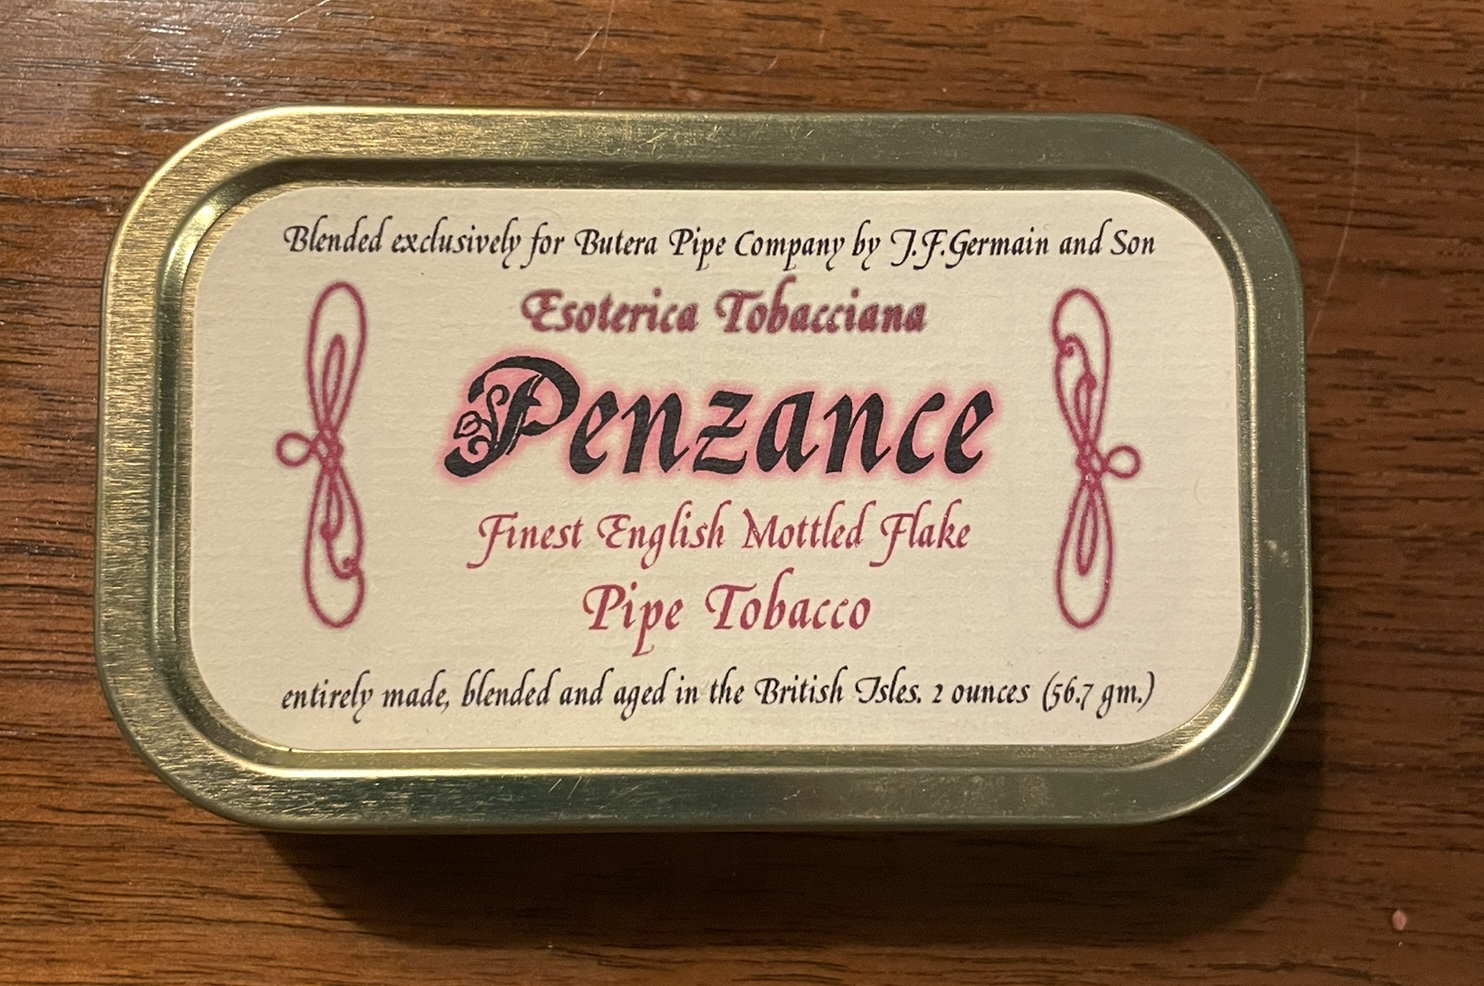 Blended exclusively for Butera Pipe Company by J.F.Germain and Son
Esoterica Tobacciana
Penzance
Finest English Mottled Flake
Pipe Tobacco
entirely made, blended and aged in the British Isles. 2 ounces (56.7 gm.)